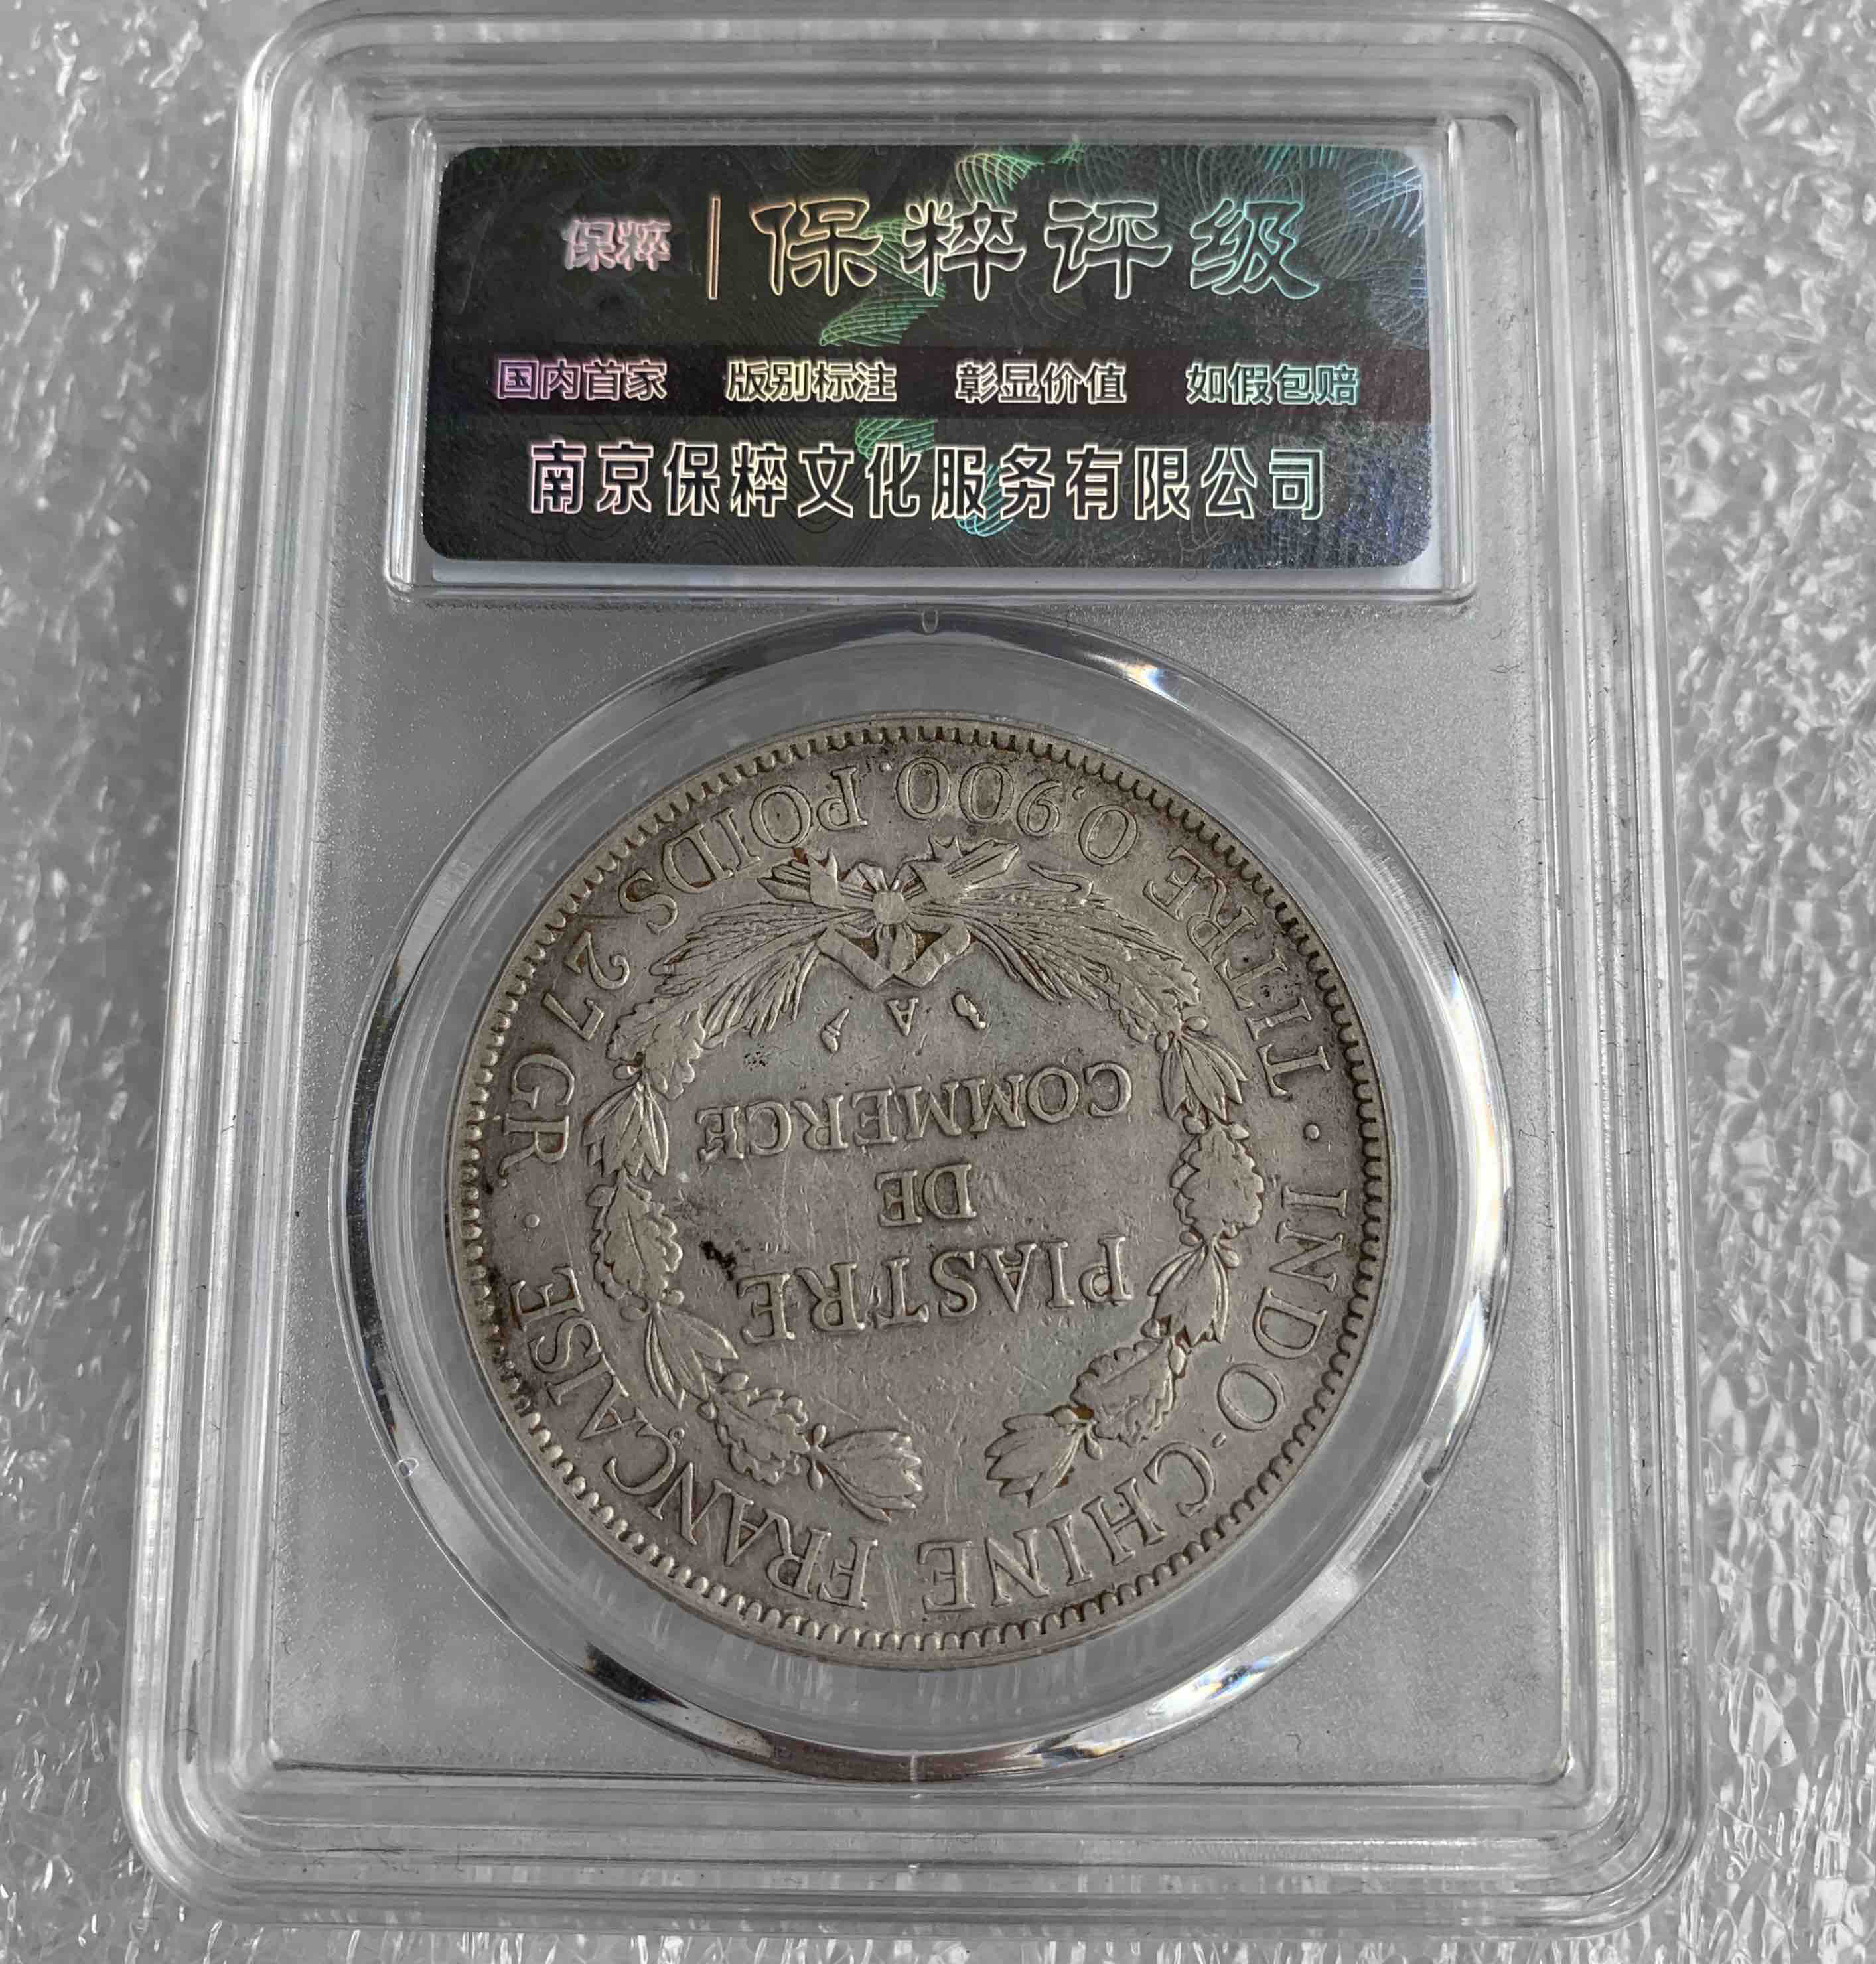 保粹 | 保粹评级
国内首家 版别标注 彰显价值 如假包赔
南京保粹文化服务有限公司
TITRE 0,900. POIDS 27 GR.
A
COMMERCE
DE
PIASTRE
INDO-CHINE FRANÇAISE